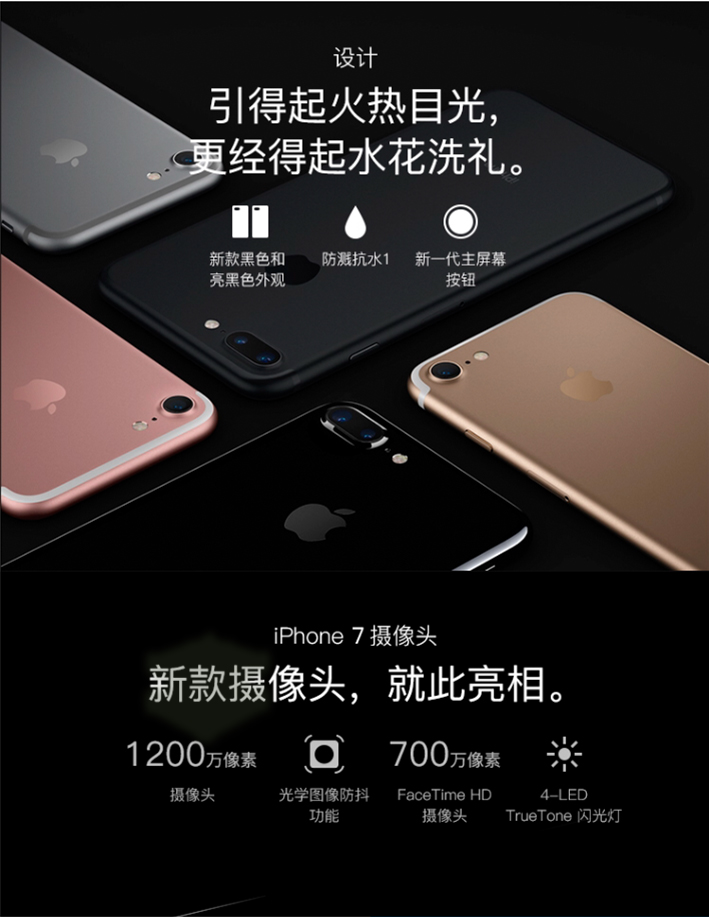 设计
引得起火热目光，
更经得起水花洗礼。
新款黑色和
亮黑色外观
防溅抗水1
新一代主屏幕
按钮
iPhone 7 摄像头
新款摄像头，就此亮相。
1200万像素
摄像头
光学图像防抖
功能
700万像素
FaceTime HD
摄像头
4-LED
TrueTone 闪光灯